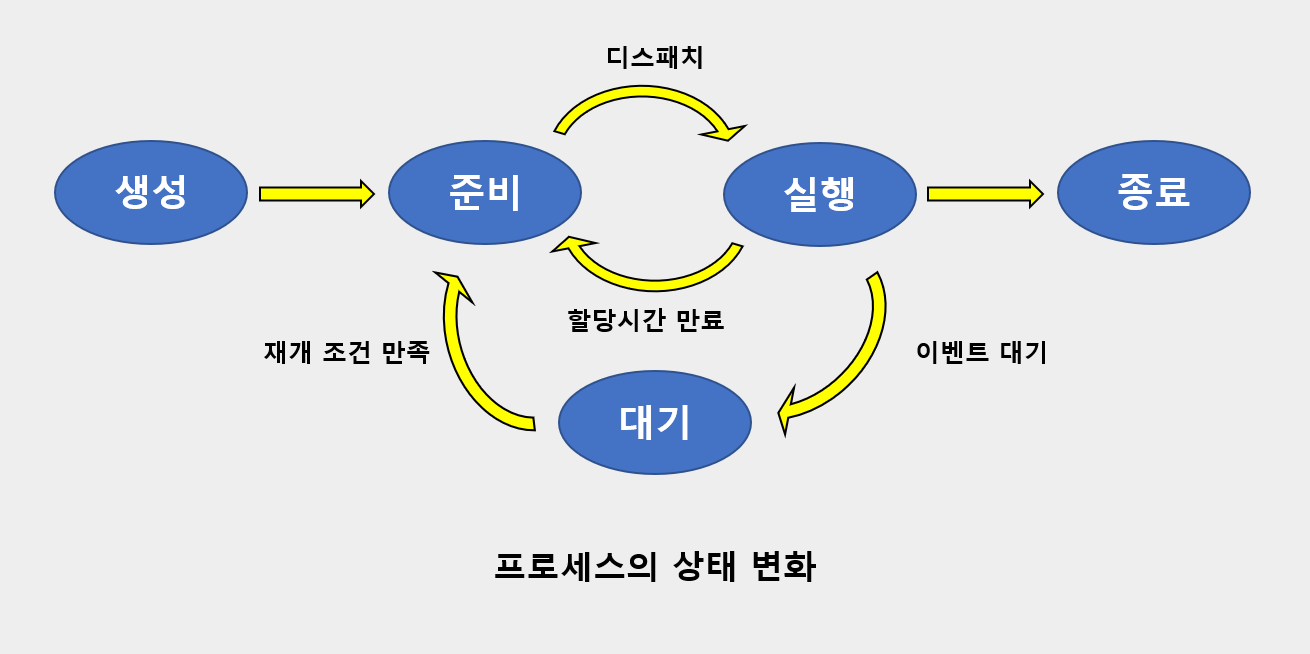 디스패치
생성
준비
실행
종료
할당시간 만료
재개 조건 만족
이벤트 대기
대기
프로세스의 상태 변화